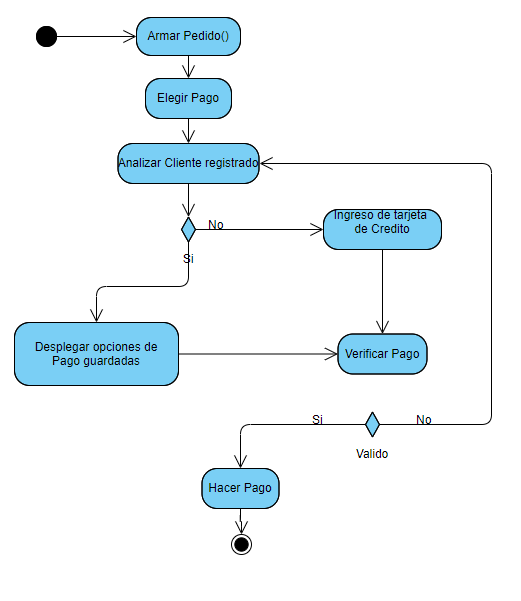 Armar Pedido()
Elegir Pago
Analizar Cliente registrado
No
Ingreso de tarjeta
de Credito
Si
Desplegar opciones de
Pago guardadas
Verificar Pago
Si
No
Valido
Hacer Pago